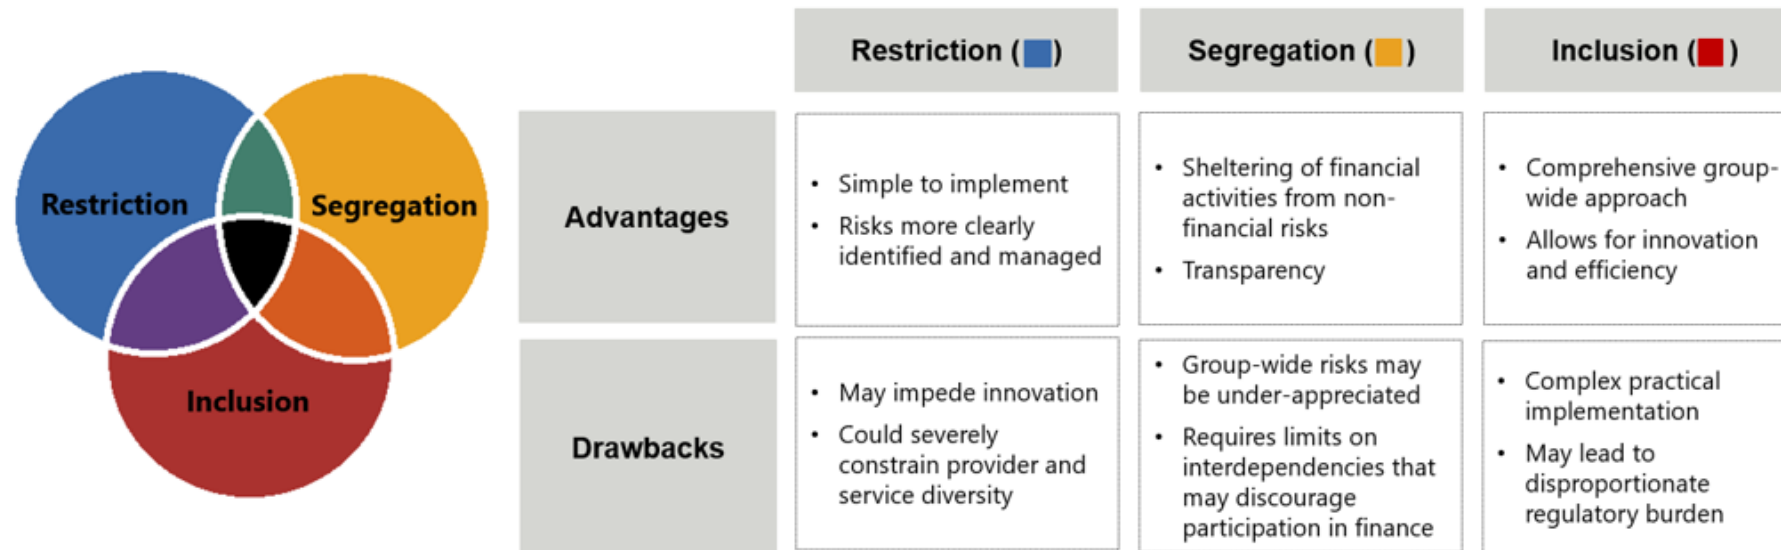 Restriction
Segregation
Inclusion
Restriction ( )
Segregation ( )
Inclusion ( )
Advantages
• Simple to implement
• Risks more clearly
identified and managed
• Sheltering of financial
activities from non-
financial risks
• Transparency
• Comprehensive group-
wide approach
• Allows for innovation
and efficiency
Drawbacks
• May impede innovation
• Could severely
constrain provider and
service diversity
• Group-wide risks may
be under-appreciated
• Requires limits on
interdependencies that
may discourage
participation in finance
• Complex practical
implementation
• May lead to
disproportionate
regulatory burden